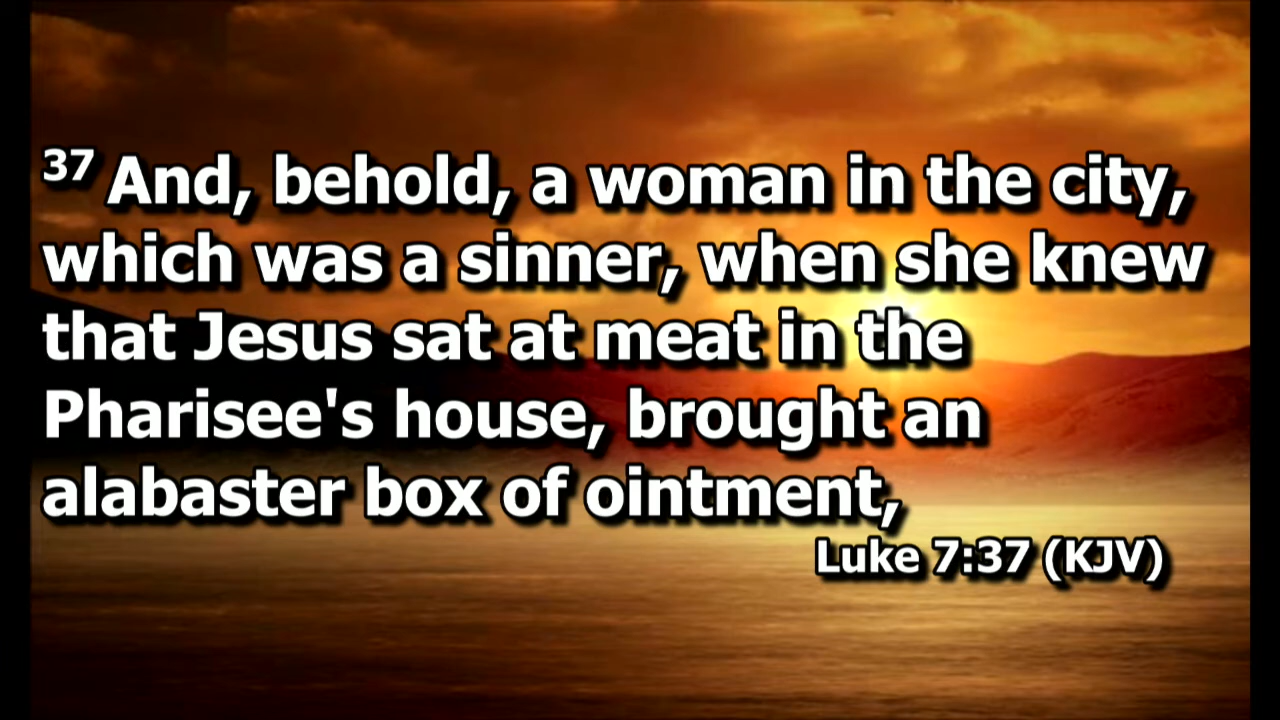 37 And, behold, a woman in the city,
which was a sinner, when she knew
that Jesus sat at meat in the
Pharisee's house, brought an
alabaster box of ointment,
Luke 7:37 (KJV)